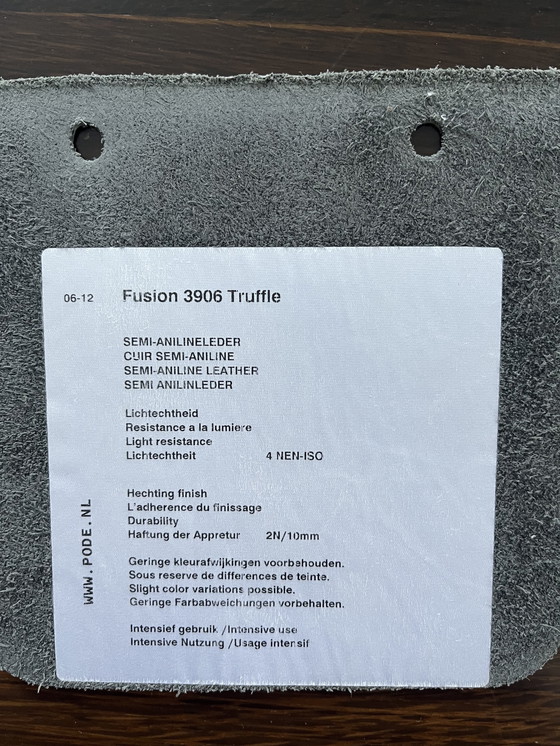 06-12 Fusion 3906 Truffle
SEMI-ANILINELEDER
CUIR SEMI-ANILINE
SEMI-ANILINE LEATHER
SEMI ANILINLEDER
Lichtechtheid
Resistance a la lumiere
Light resistance
Lichtechtheit 4 NEN-ISO
Hechting finish
L'adherence du finissage
Durability
Haftung der Appretur 2N/10mm
Geringe kleurafwijkingen voorbehouden.
Sous reserve de differences de teinte.
Slight color variations possible.
Geringe Farbabweichungen vorbehalten.
Intensief gebruik /Intensive use
Intensive Nutzung /Usage intensif
WWW.PODE.NL